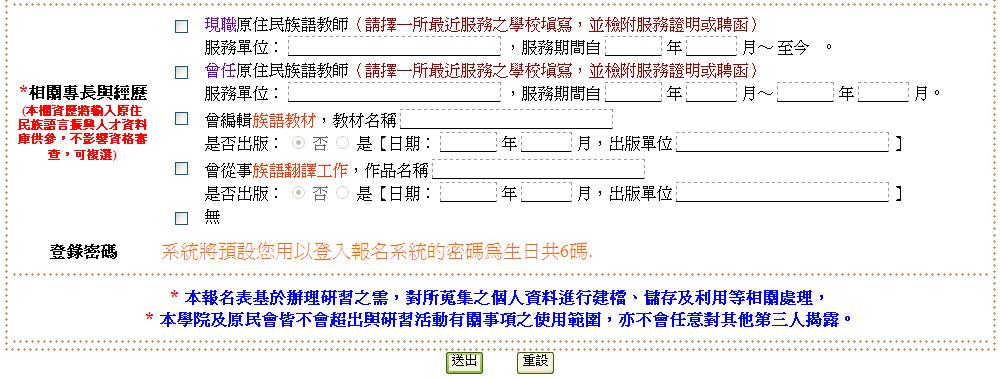 現職原住民族語教師（請擇一所最近服務之學校填寫，並檢附服務證明或聘函）
服務單位：，服務期間自年月～至今。
曾任原住民族語教師（請擇一所最近服務之學校填寫，並檢附服務證明或聘函）
服務單位：，服務期間自年月～年月。
*相關專長與經歷
(本欄資歷將輸入原住
民族語言振興人才資料
庫供參，不影響資格審
查，可複選)
曾編輯族語教材，教材名稱
是否出版：否是【日期：年月，出版單位】
曾從事族語翻譯工作，作品名稱
是否出版：否是【日期：年月，出版單位】
無
登錄密碼 系統將預設您用以登入報名系統的密碼為生日共6碼.
* 本報名表基於辦理研習之需，對所蒐集之個人資料進行建檔、儲存及利用等相關處理，
* 本學院及原民會皆不會超出與研習活動有關事項之使用範圍，亦不會任意對其他第三人揭露。
送出 重設